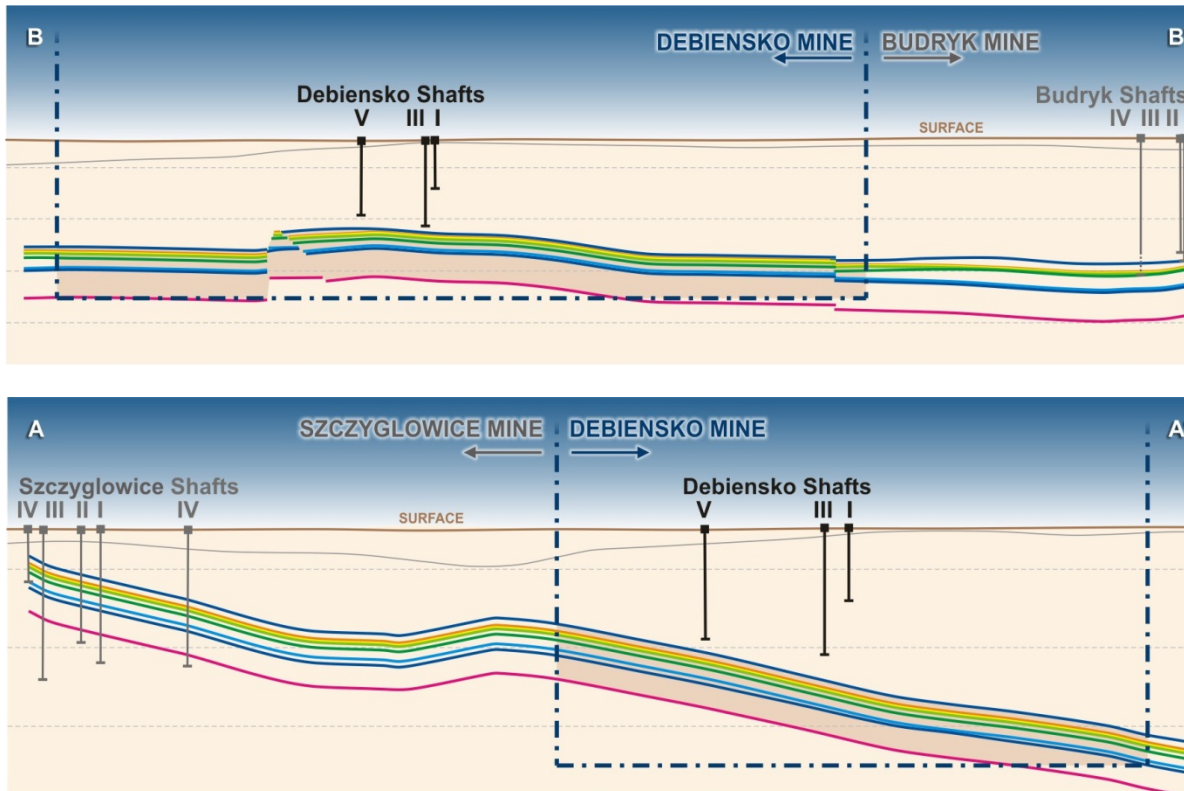 B
DEBIENSKO MINE
BUDRYK MINE
B
Debiensko Shafts
V III I
SURFACE
Budryk Shafts
IV III II
A
SZCZYGLOWICE MINE
DEBIENSKO MINE
A
Szczyglowice Shafts
IV III II I IV
SURFACE
Debiensko Shafts
V III I